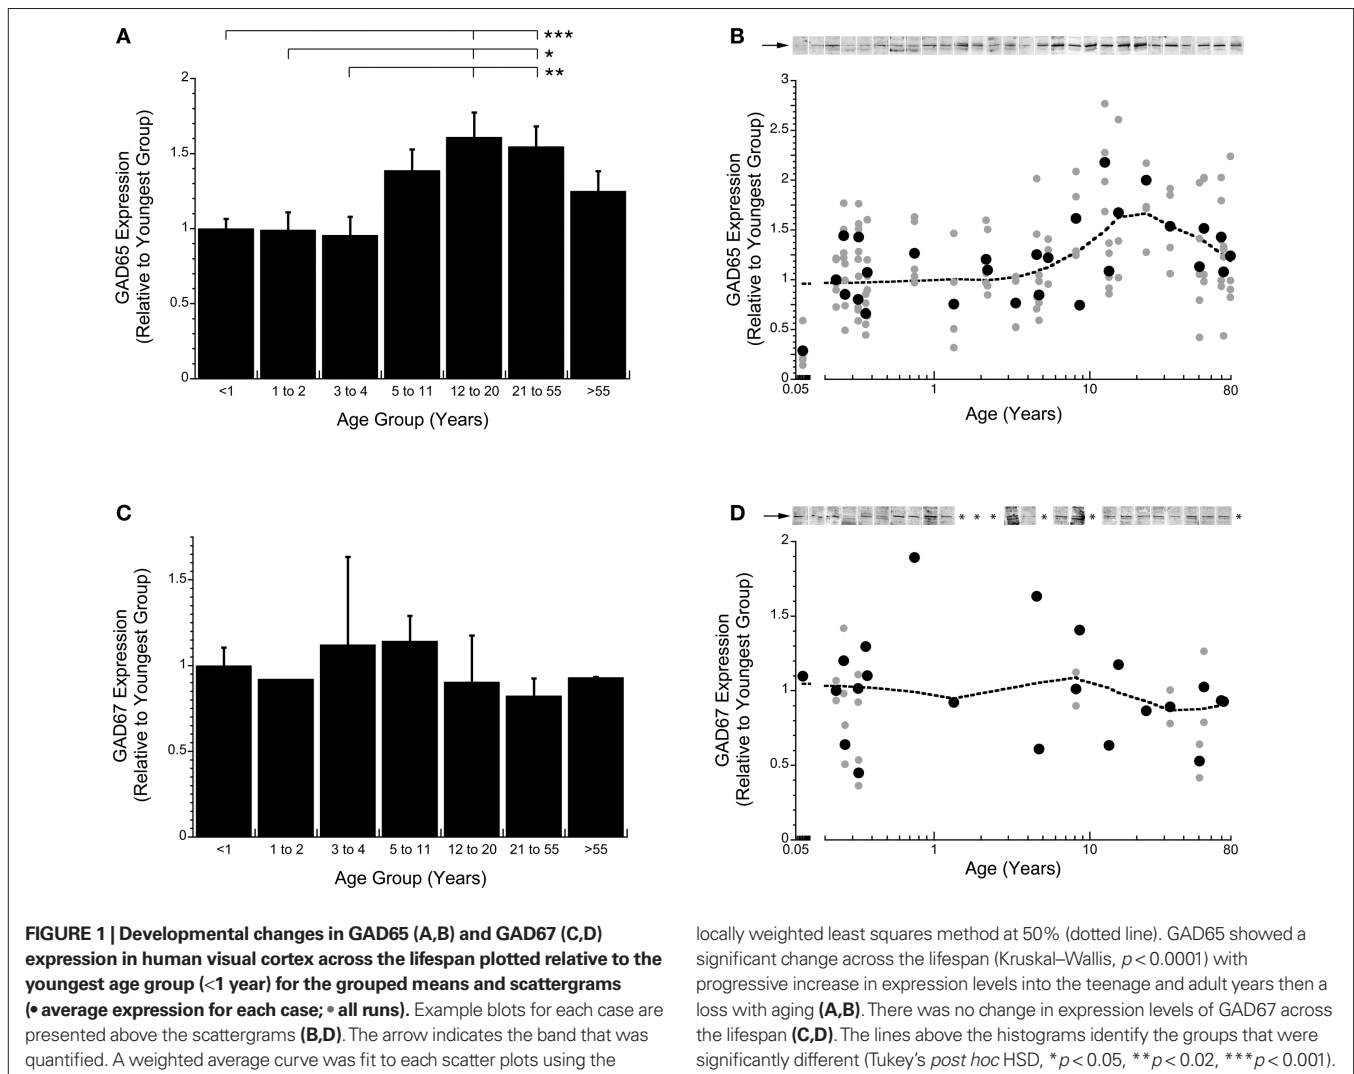 A
***
*
**
2
1.5
1
0.5
0
GAD65 Expression
(Relative to Youngest Group)
<1
1 to 2
3 to 4
5 to 11
12 to 20
21 to 55
>55
Age Group (Years)
B
3
2.5
2
1.5
1
0.5
0
GAD65 Expression
(Relative to Youngest Group)
0.05
1
10
80
Age (Years)
C
1.5
1
0.5
0
GAD67 Expression
(Relative to Youngest Group)
<1
1 to 2
3 to 4
5 to 11
12 to 20
21 to 55
>55
Age Group (Years)
D
* * * * * *
2
1.5
1
0.5
0
GAD67 Expression
(Relative to Youngest Group)
0.05
1
10
80
Age (Years)
FIGURE 1 | Developmental changes in GAD65 (A,B) and GAD67 (C,D)
expression in human visual cortex across the lifespan plotted relative to the
youngest age group (<1 year) for the grouped means and scattergrams
(• average expression for each case; • all runs). Example blots for each case are
presented above the scattergrams (B,D). The arrow indicates the band that was
quantified. A weighted average curve was fit to each scatter plots using the
locally weighted least squares method at 50% (dotted line). GAD65 showed a
significant change across the lifespan (Kruskal–Wallis, p < 0.0001) with
progressive increase in expression levels into the teenage and adult years then a
loss with aging (A,B). There was no change in expression levels of GAD67 across
the lifespan (C,D). The lines above the histograms identify the groups that were
significantly different (Tukey's post hoc HSD, *p < 0.05, **p < 0.02, ***p < 0.001).